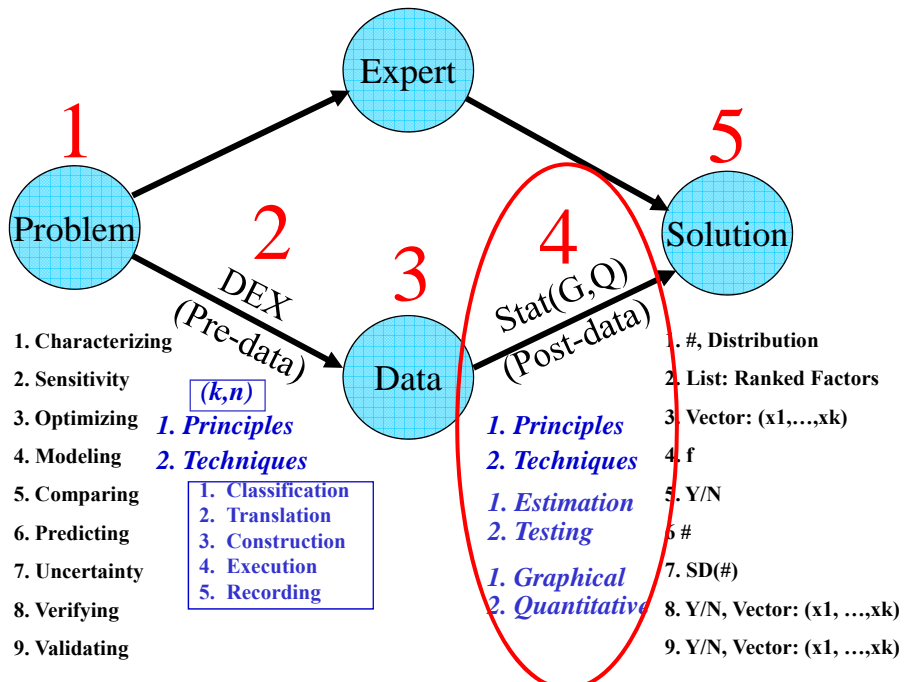 Expert
1
5
Problem
2
4
Solution
3
DEX
(Pre-data)
Stat(G,Q)
(Post-data)
Data
1. Characterizing
2. Sensitivity
3. Optimizing
4. Modeling
5. Comparing
6. Predicting
7. Uncertainty
8. Verifying
9. Validating
(k,n)
1. Principles
2. Techniques
1. Classification
2. Translation
3. Construction
4. Execution
5. Recording
1. Principles
2. Techniques
1. Estimation
2. Testing
1. Graphical
2. Quantitative
1. #, Distribution
2. List: Ranked Factors
3. Vector: (x1,…,xk)
4. f
5. Y/N
6 #
7. SD(#)
8. Y/N, Vector: (x1, …,xk)
9. Y/N, Vector: (x1, …,xk)